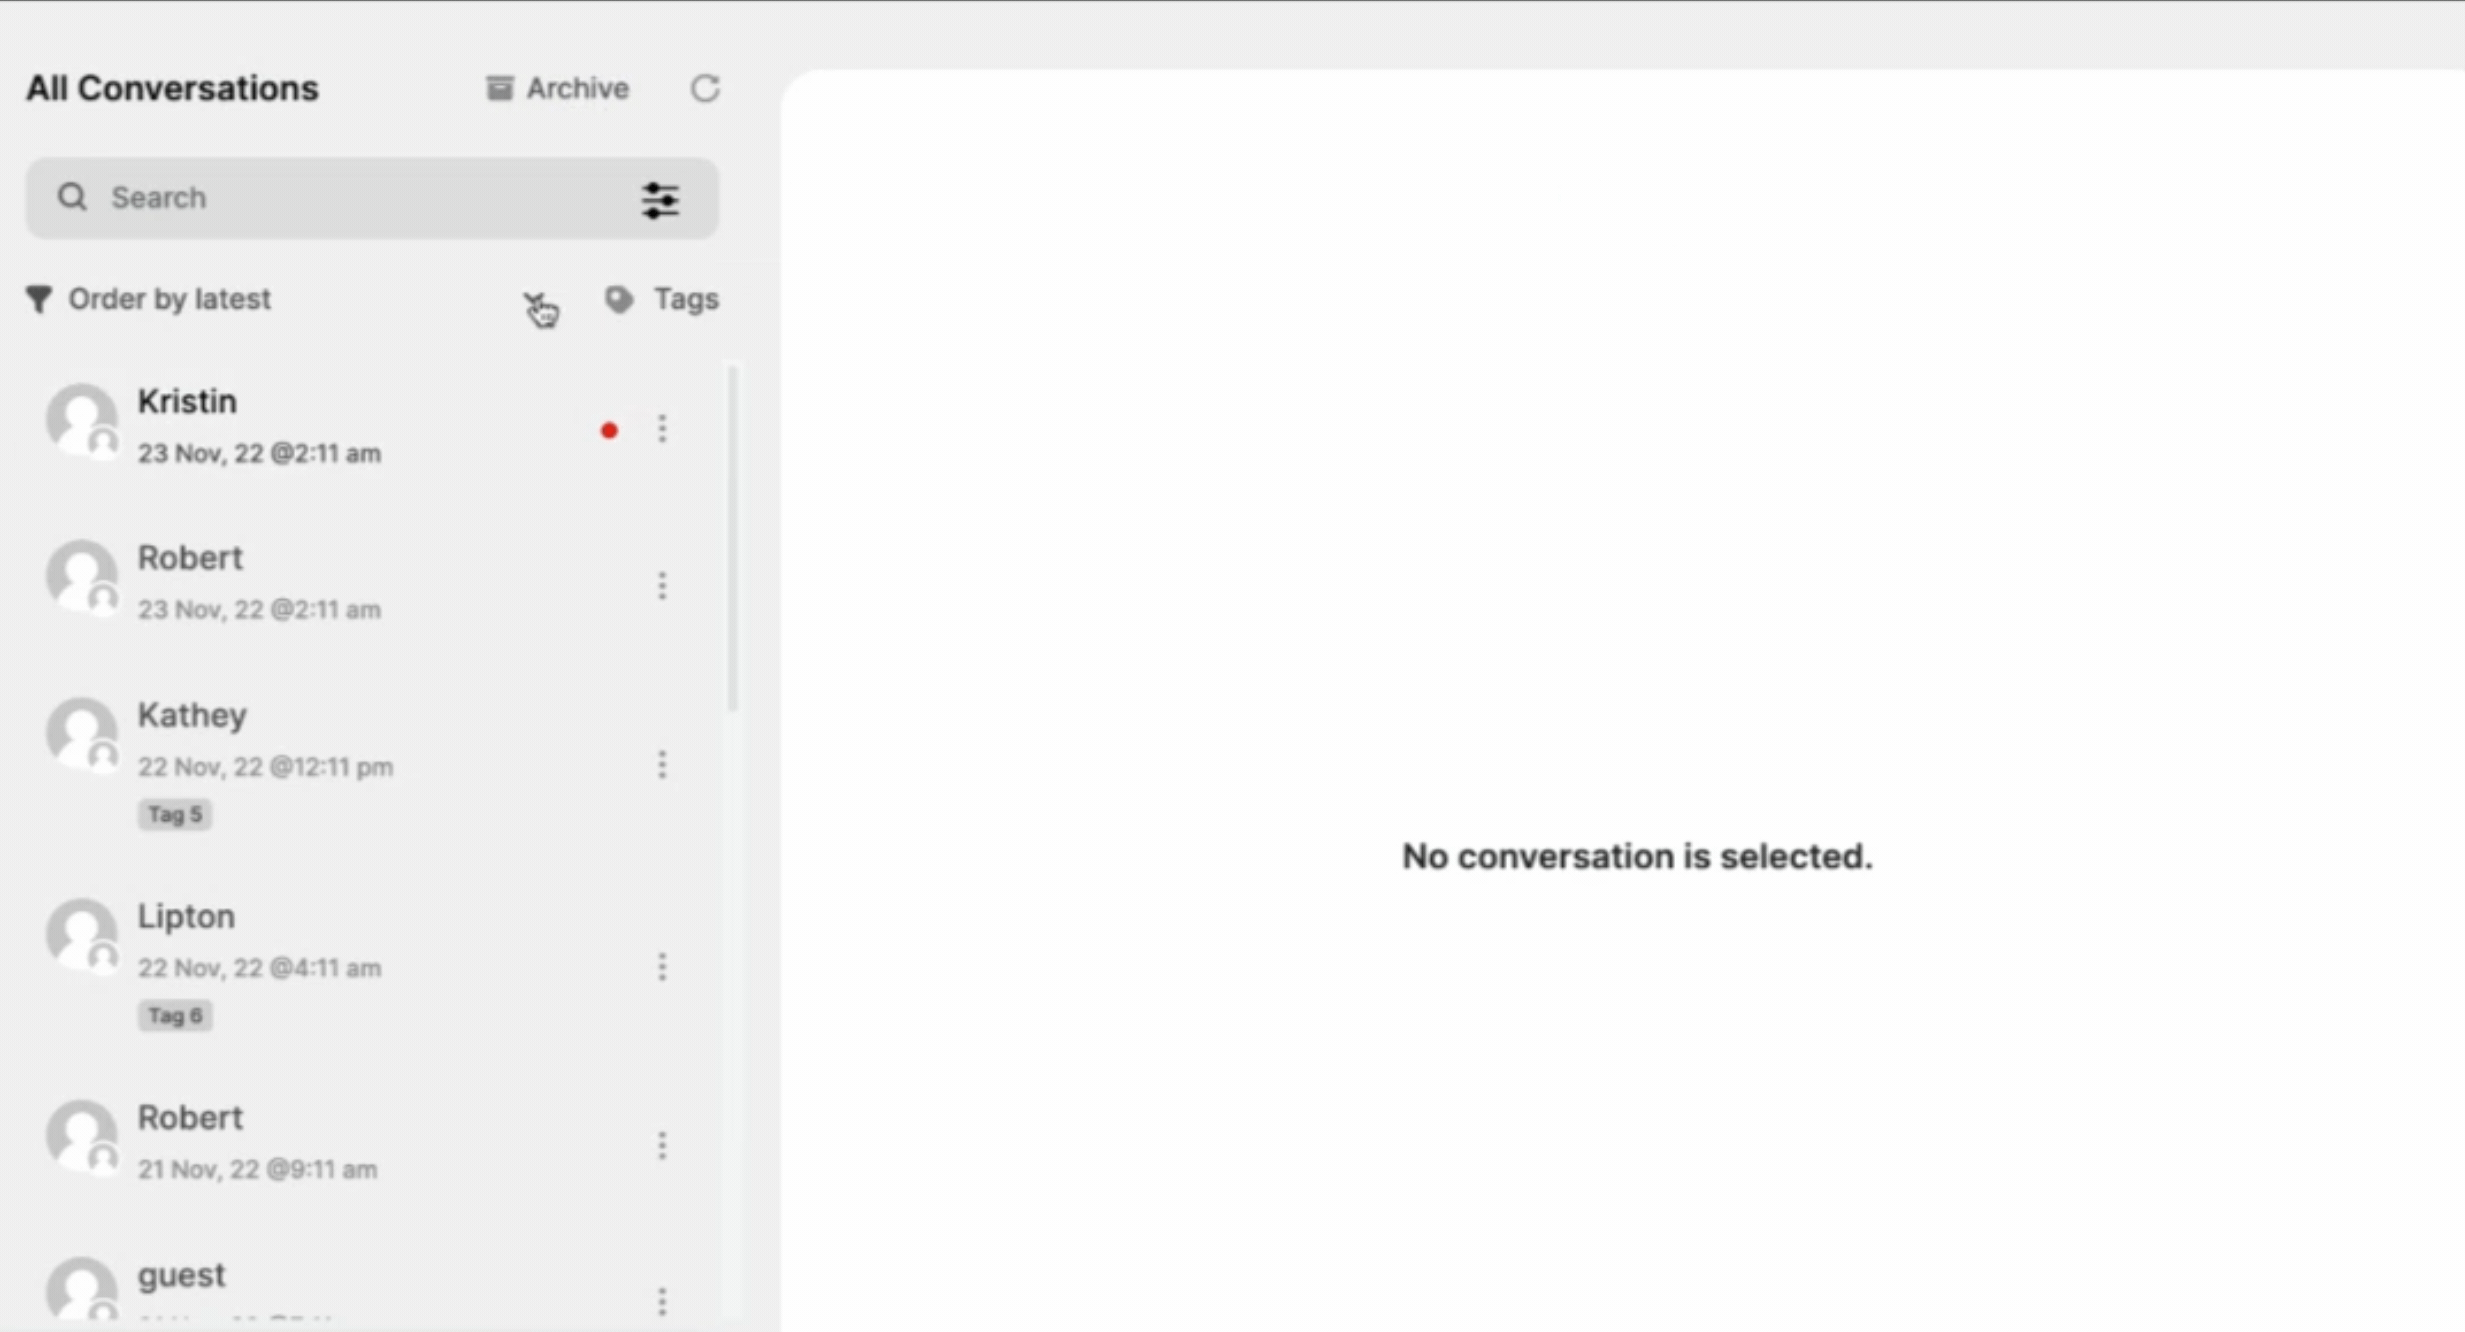 All Conversations
Archive
Search
Order by latest
Tags
Kristin
23 Nov, 22 @2:11 am
Robert
23 Nov, 22 @2:11 am
Kathey
22 Nov, 22 @12:11 pm
Tag 5
Lipton
22 Nov, 22 @4:11 am
Tag 6
Robert
21 Nov, 22 @9:11 am
guest
No conversation is selected.